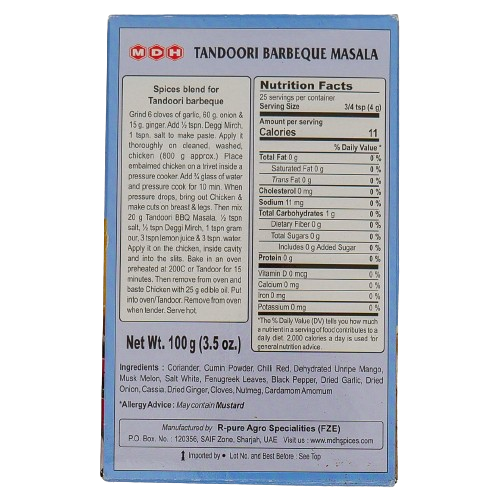 MDH TANDOORI BARBEQUE MASALA
Spices blend for
Tandoori barbeque
Grind 6 cloves of garlic, 60 g. onion &
15 g. ginger. Add ½ tspn. Deggi Mirch,
1 tspn. salt to make paste. Apply it
thoroughly on cleaned, washed,
chicken (800 g approx.) Place
embalmed chicken on a trivet inside a
pressure cooker. Add ¾ glass of water
and pressure cook for 10 min. When
pressure drops, bring out Chicken &
make cuts on breast & legs. Then mix
20 g Tandoori BBQ Masala, ½ tspn
salt, ½ tspn Deggi Mirch, 1 tspn gram
flour, 3 tspn lemon juice & 3 tspn. water.
Apply it on the chicken, inside cavity
and into the slits. Bake in an oven
preheated at 200C or Tandoor for 15
minutes. Then remove from oven and
baste Chicken with 25 g edible oil. Put
into oven/Tandoor. Remove from oven
when tender. Serve hot.
Net Wt. 100 g (3.5 oz.)
Nutrition Facts
25 servings per container
Serving Size 3/4 tsp (4 g)
Amount per serving
Calories 11
% Daily Value *
Total Fat 0 g 0 %
Saturated Fat 0 g 0 %
Trans Fat 0 g 0 %
Cholesterol 0 mg 0 %
Sodium 11 mg 0 %
Total Carbohydrates 1 g 0 %
Dietary Fiber 0 g 0 %
Total Sugars 0 g 0 %
Includes 0 g Added Sugar 0 %
Protein 0 g 0 %
Vitamin D 0 mcg 0 %
Calcium 0 mg 0 %
Iron 0 mg 0 %
Potassium 0 mg 0 %
*The % Daily Value (DV) tells you how much
a nutrient in a serving of food contributes to a
daily diet. 2,000 calories a day is used for
general nutrition advice.
Ingredients : Coriander, Cumin Powder, Chili Red, Dehydrated Unripe Mango,
Musk Melon, Salt White, Fenugreek Leaves, Black Pepper, Dried Garlic, Dried
Onion, Cassia, Dried Ginger, Cloves, Nutmeg, Cardamom Amomum
*Allergy Advice : May contain Mustard
Manufactured by R-pure Agro Specialities (FZE)
P.O. Box. No. : 120356, SAIF Zone, Sharjah, UAE Visit us : www.mdhspices.com
Imported by • Lot No. and Best Before : See Top